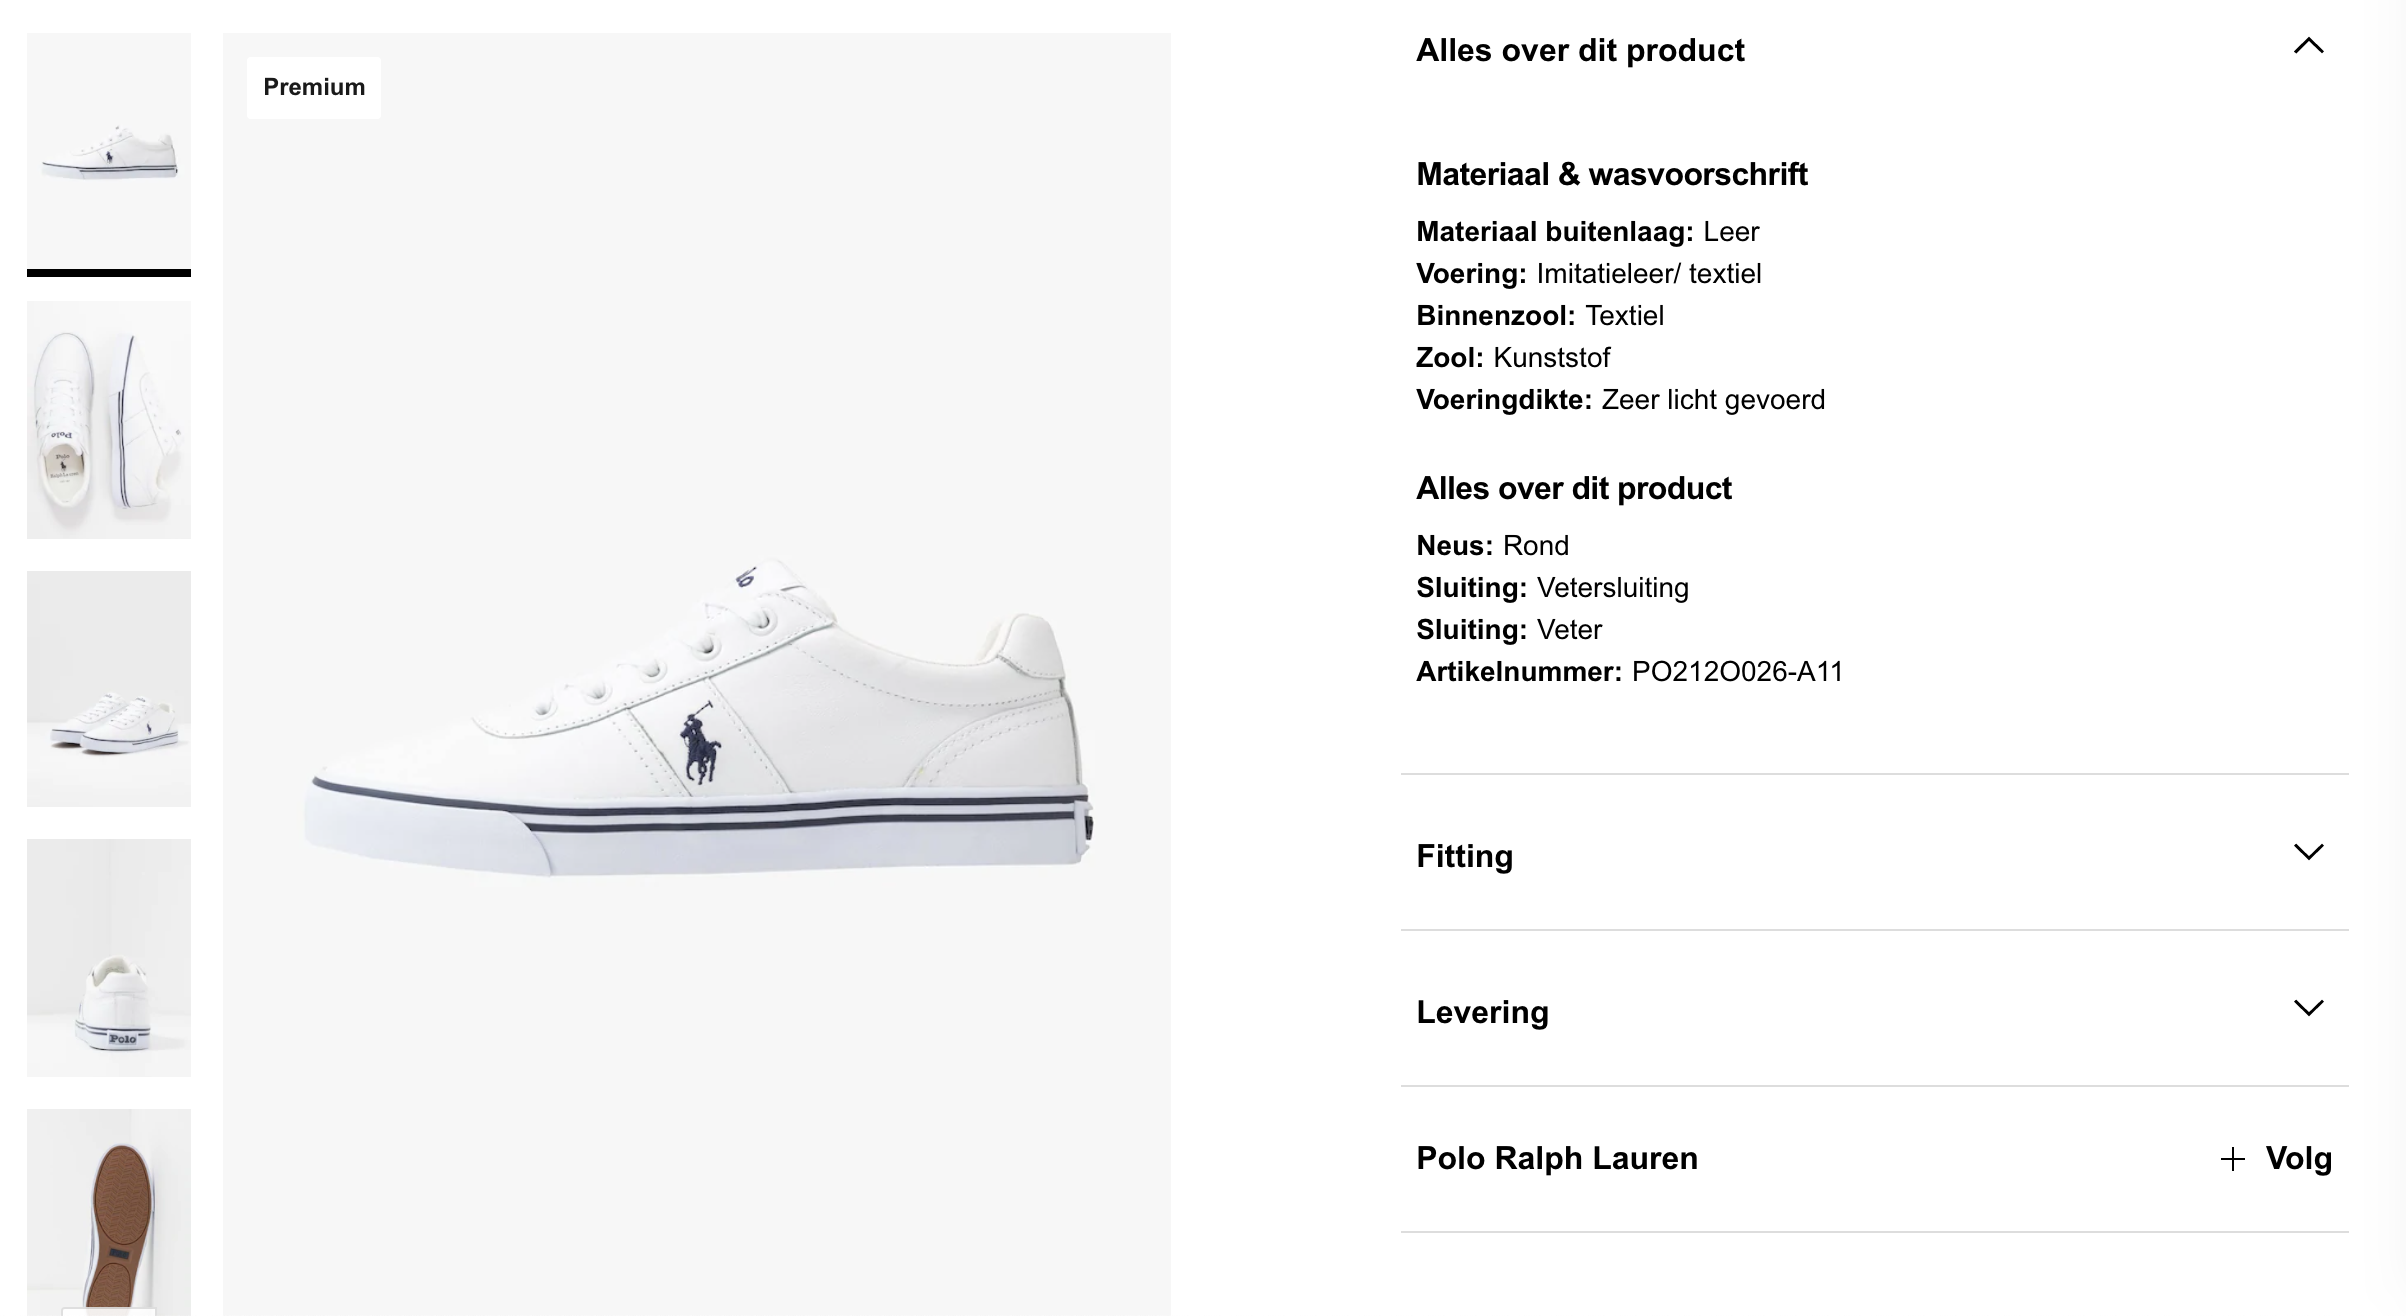 Premium
Polo
Polo
Polo
Alles over dit product
Materiaal & wasvoorschrift
Materiaal buitenlaag: Leer
Voering: Imitatieleer/ textiel
Binnenzool: Textiel
Zool: Kunststof
Voeringdikte: Zeer licht gevoerd
Alles over dit product
Neus: Rond
Sluiting: Vetersluiting
Sluiting: Veter
Artikelnummer: PO212O026-A11
Fitting
Levering
Polo Ralph Lauren
+ Volg